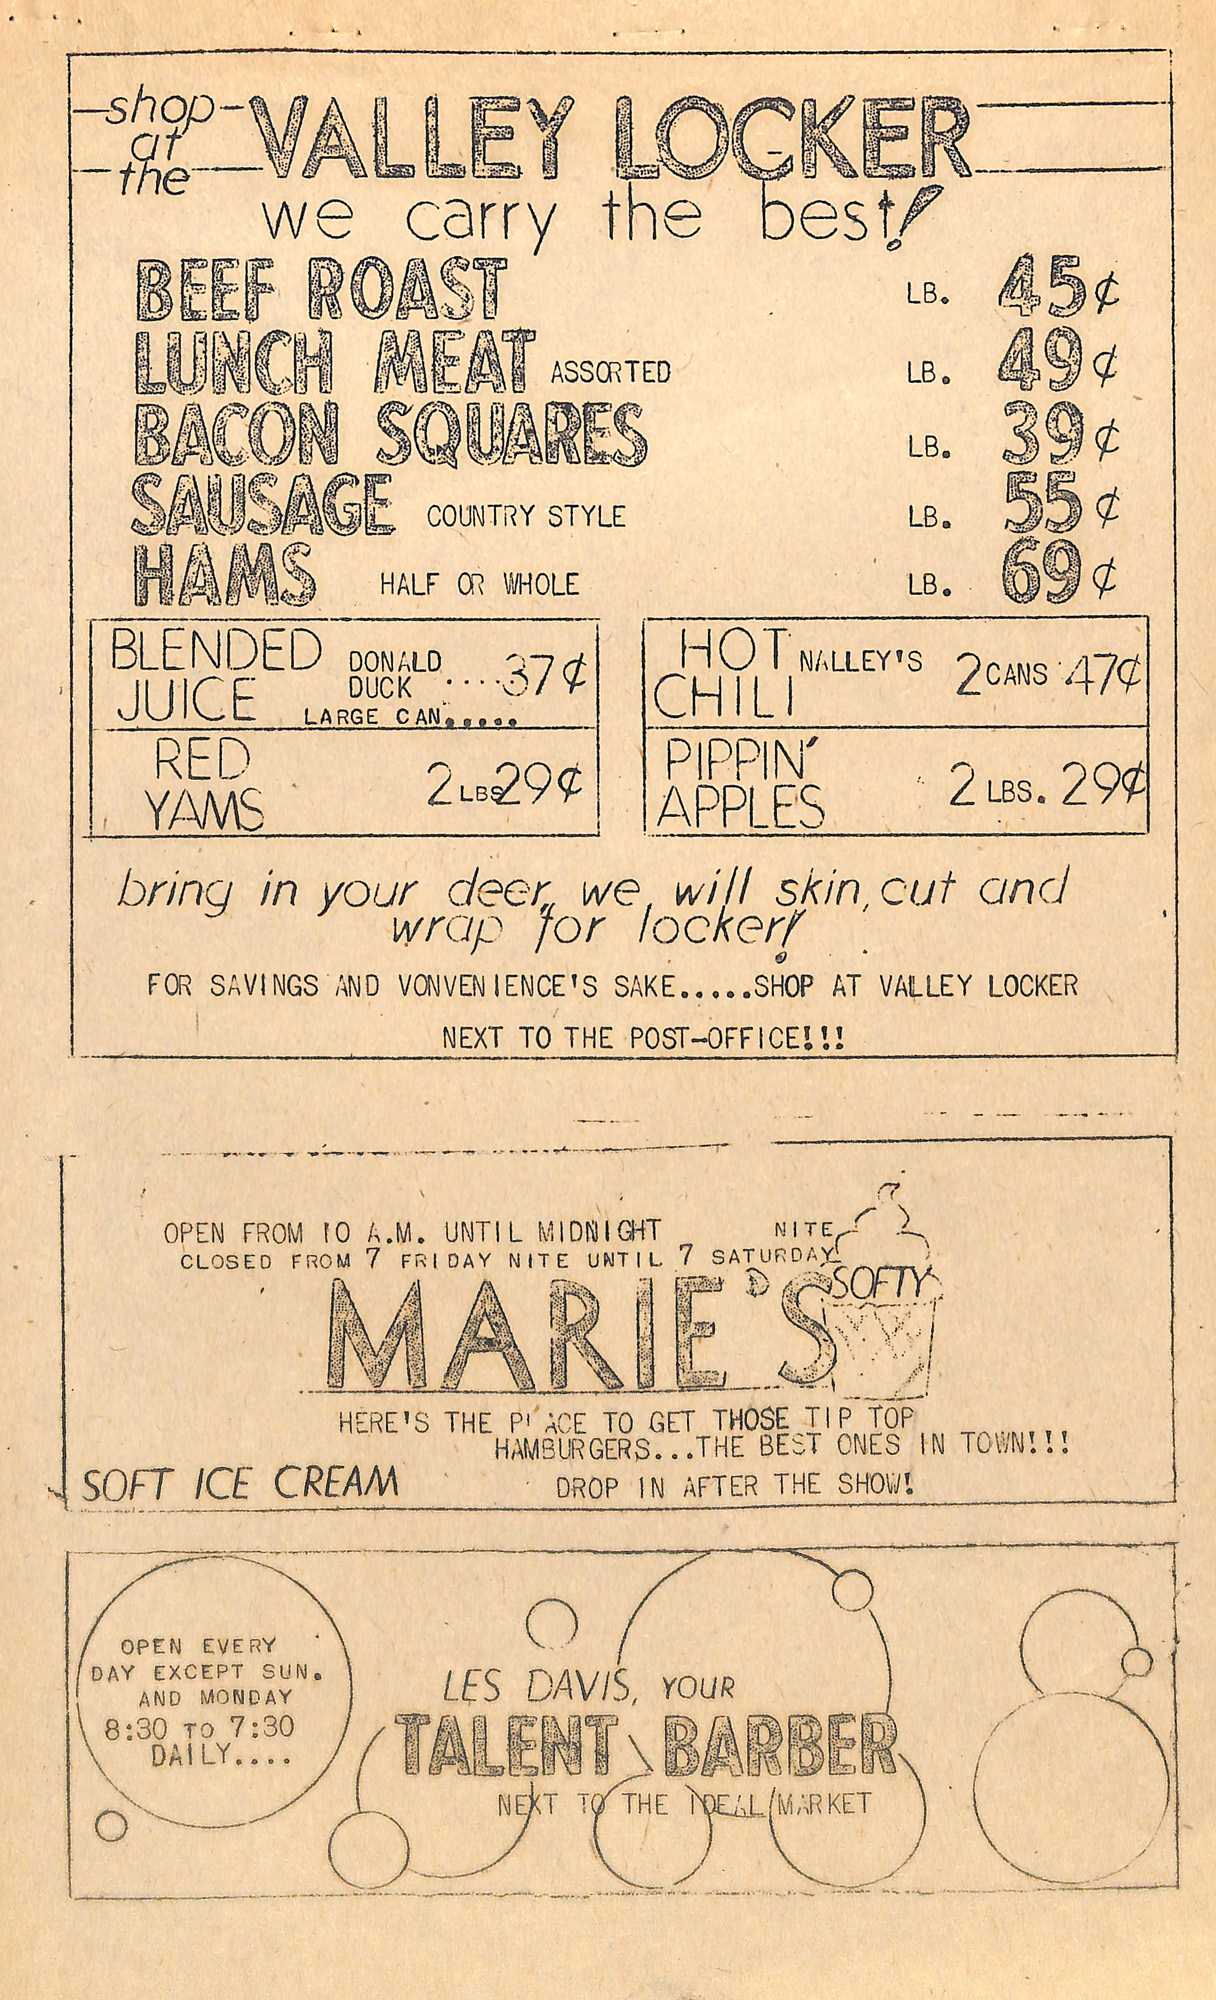 shop at the VALLEY LOCKER
we carry the best!
BEEF ROAST LB. 45¢
LUNCH MEAT ASSORTED LB. 49¢
BACON SQUARES LB. 39¢
SAUSAGE COUNTRY STYLE LB. 55¢
HAMS HALF OR WHOLE LB. 69¢
BLENDED JUICE DONALD DUCK ....37¢
LARGE CAN.....
HOT CHILI NALLEY'S 2 CANS 47¢
RED YAMS 2 LBS 29¢
PIPPIN' APPLES 2 LBS. 29¢
bring in your deer, we will skin, cut and
wrap for locker!
FOR SAVINGS AND VONVENIENCE'S SAKE.....SHOP AT VALLEY LOCKER
NEXT TO THE POST-OFFICE!!!
OPEN FROM 10 A.M. UNTIL MIDNIGHT
CLOSED FROM 7 FRIDAY NITE UNTIL 7 SATURDAY NITE
MARIE'S
SOFTY
HERE'S THE PLACE TO GET THOSE TIP TOP
HAMBURGERS...THE BEST ONES IN TOWN!!!
SOFT ICE CREAM
DROP IN AFTER THE SHOW!
OPEN EVERY
DAY EXCEPT SUN.
AND MONDAY
8:30 TO 7:30
DAILY....
LES DAVIS, YOUR
TALENT BARBER
NEXT TO THE IDEAL MARKET